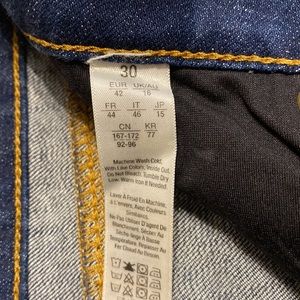 30
EUR UK/AU
42 16
FR IT JP
44 46 15
CN KR
167-172 77
92-96
Machine Wash Cold,
With Like Colors, Inside Out.
Do Not Bleach. Tumble Dry
Low. Warm Iron if Needed.
Laver À Froid En Machine,
À L'envers, Avec Couleurs
Similaires.
Ne Pas Utiliser D'agent De
Blanchiment. Sécher Au
Sèche-linge À Basse
Température. Repasser Au
Fer Chaud Si Nécessaire.